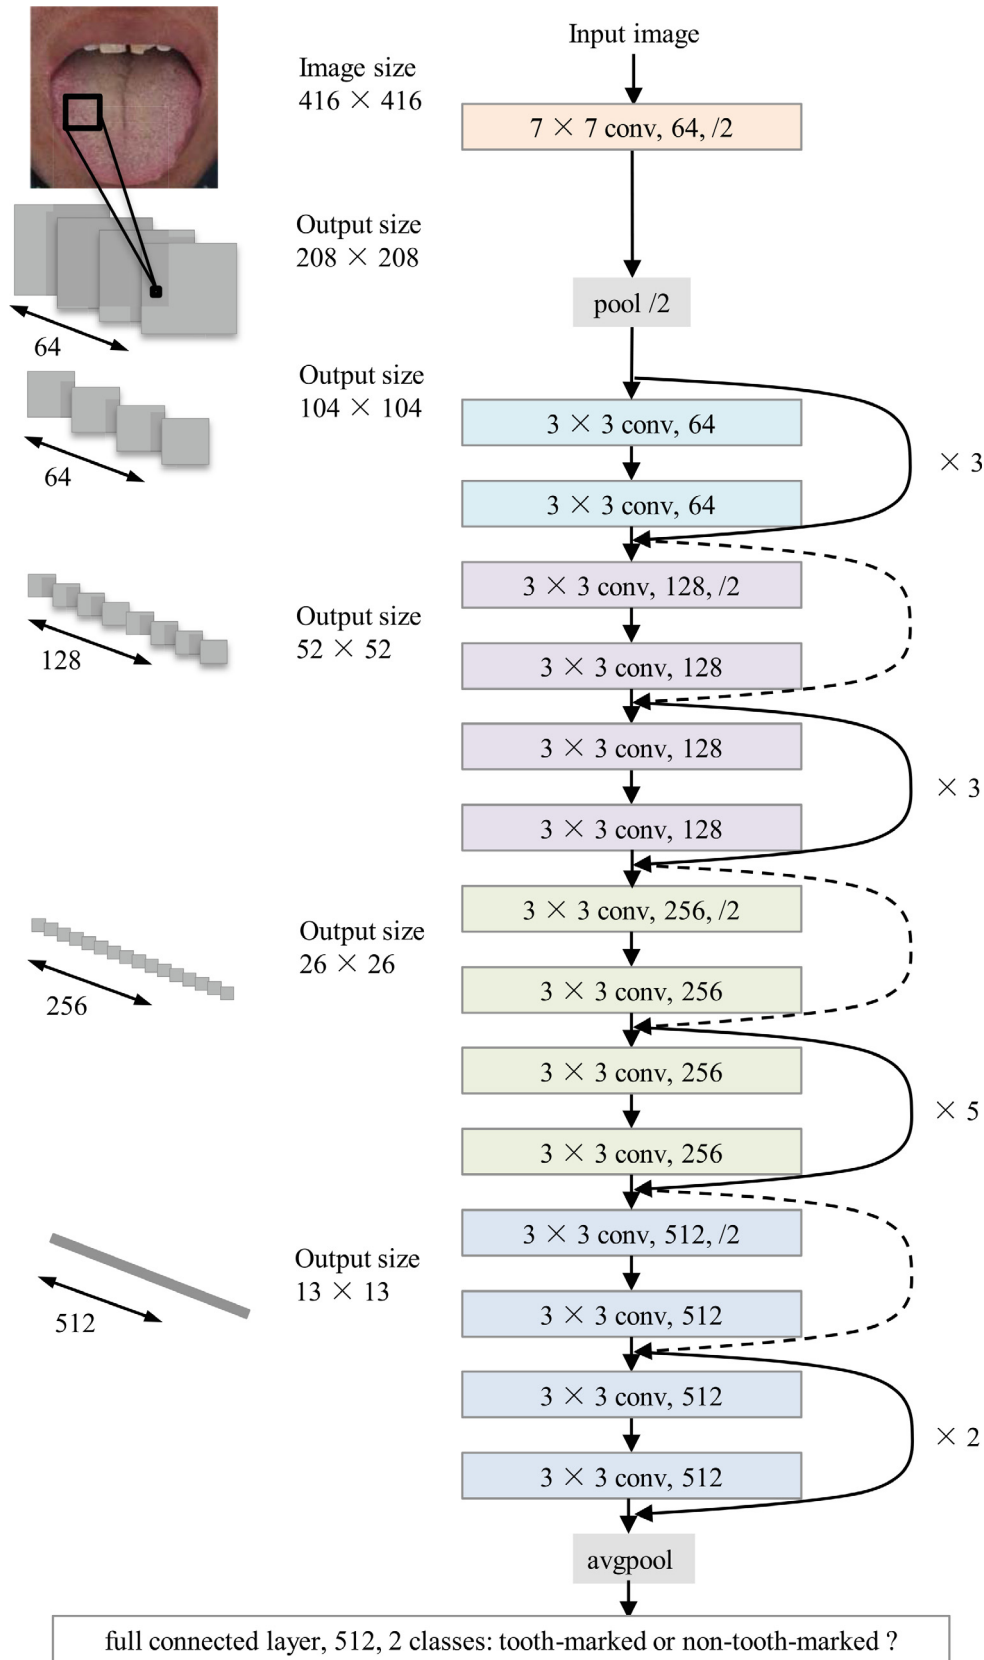 Input image
Image size
416 × 416
7 × 7 conv, 64, /2
Output size
208 × 208
pool /2
64
Output size
104 × 104
3 × 3 conv, 64
× 3
64
3 × 3 conv, 64
3 × 3 conv, 128, /2
Output size
52 × 52
128
3 × 3 conv, 128
3 × 3 conv, 128
× 3
3 × 3 conv, 128
3 × 3 conv, 256, /2
Output size
26 × 26
256
3 × 3 conv, 256
3 × 3 conv, 256
× 5
3 × 3 conv, 256
3 × 3 conv, 512, /2
Output size
13 × 13
512
3 × 3 conv, 512
3 × 3 conv, 512
× 2
3 × 3 conv, 512
avgpool
full connected layer, 512, 2 classes: tooth-marked or non-tooth-marked ?